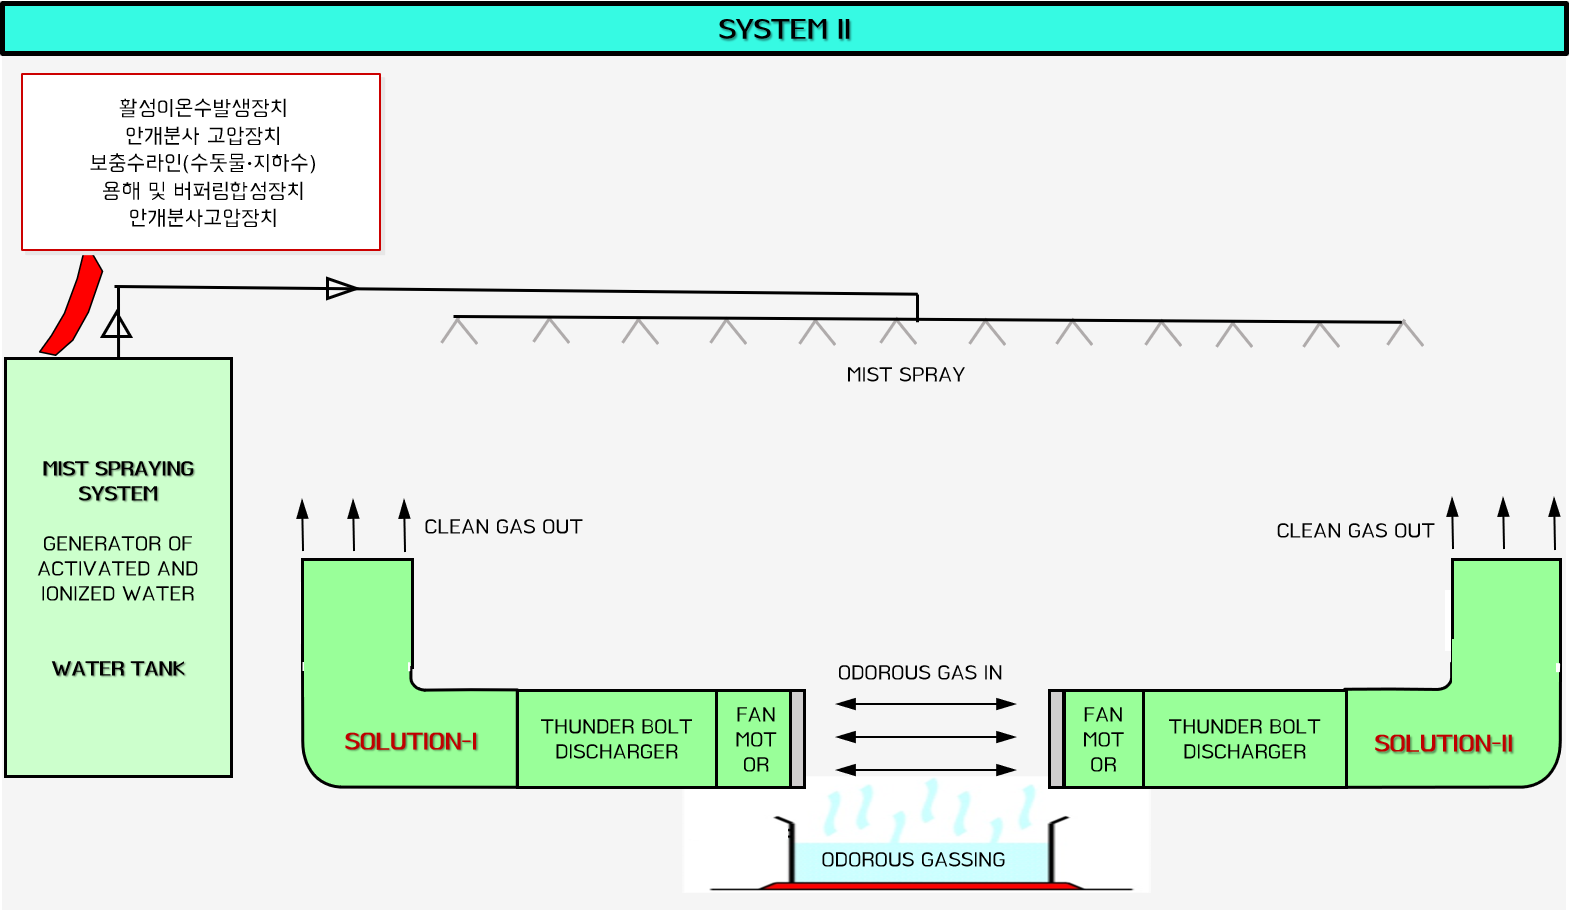 SYSTEM II
활성이온수발생장치
안개분사 고압장치
보충수라인(수돗물·지하수)
용해 및 버퍼링합성장치
안개분사고압장치
MIST SPRAY
MIST SPRAYING
SYSTEM
GENERATOR OF
ACTIVATED AND
IONIZED WATER
WATER TANK
CLEAN GAS OUT
CLEAN GAS OUT
ODOROUS GAS IN
SOLUTION-I
THUNDER BOLT
DISCHARGER
FAN
MOT
OR
FAN
MOT
OR
THUNDER BOLT
DISCHARGER
SOLUTION-II
ODOROUS GASSING